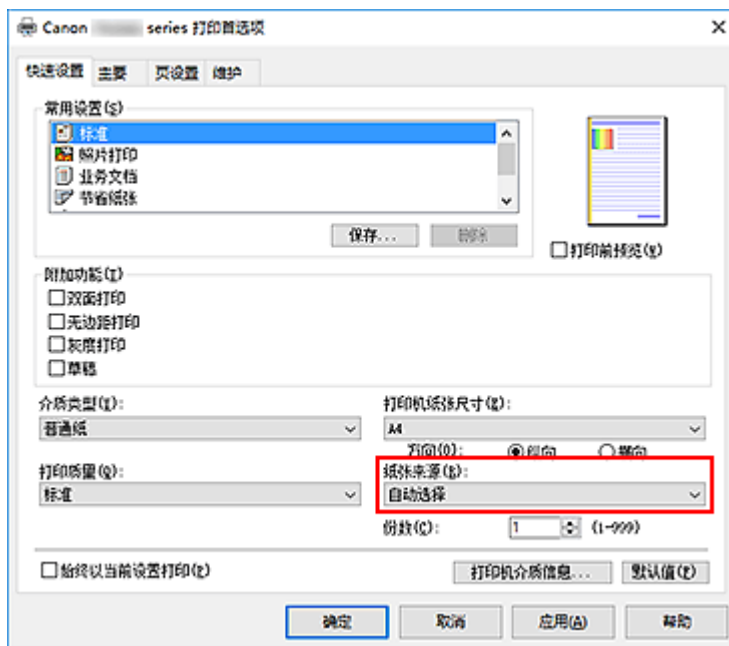 Canon series 打印首选项
快速设置 主要 页设置 维护
常用设置(S)
标准
照片打印
业务文档
节省纸张
保存... 删除
打印前预览(V)
附加功能(T)
双面打印
无边距打印
灰度打印
草稿
介质类型(I): 打印机纸张尺寸(Z):
普通纸 A4
方向(O): 纵向 横向
打印质量(Q): 纸张来源(B):
标准 自动选择
份数(C): 1 (1-999)
始终以当前设置打印(P)
打印机介质信息... 默认值(F)
确定 取消 应用(A) 帮助